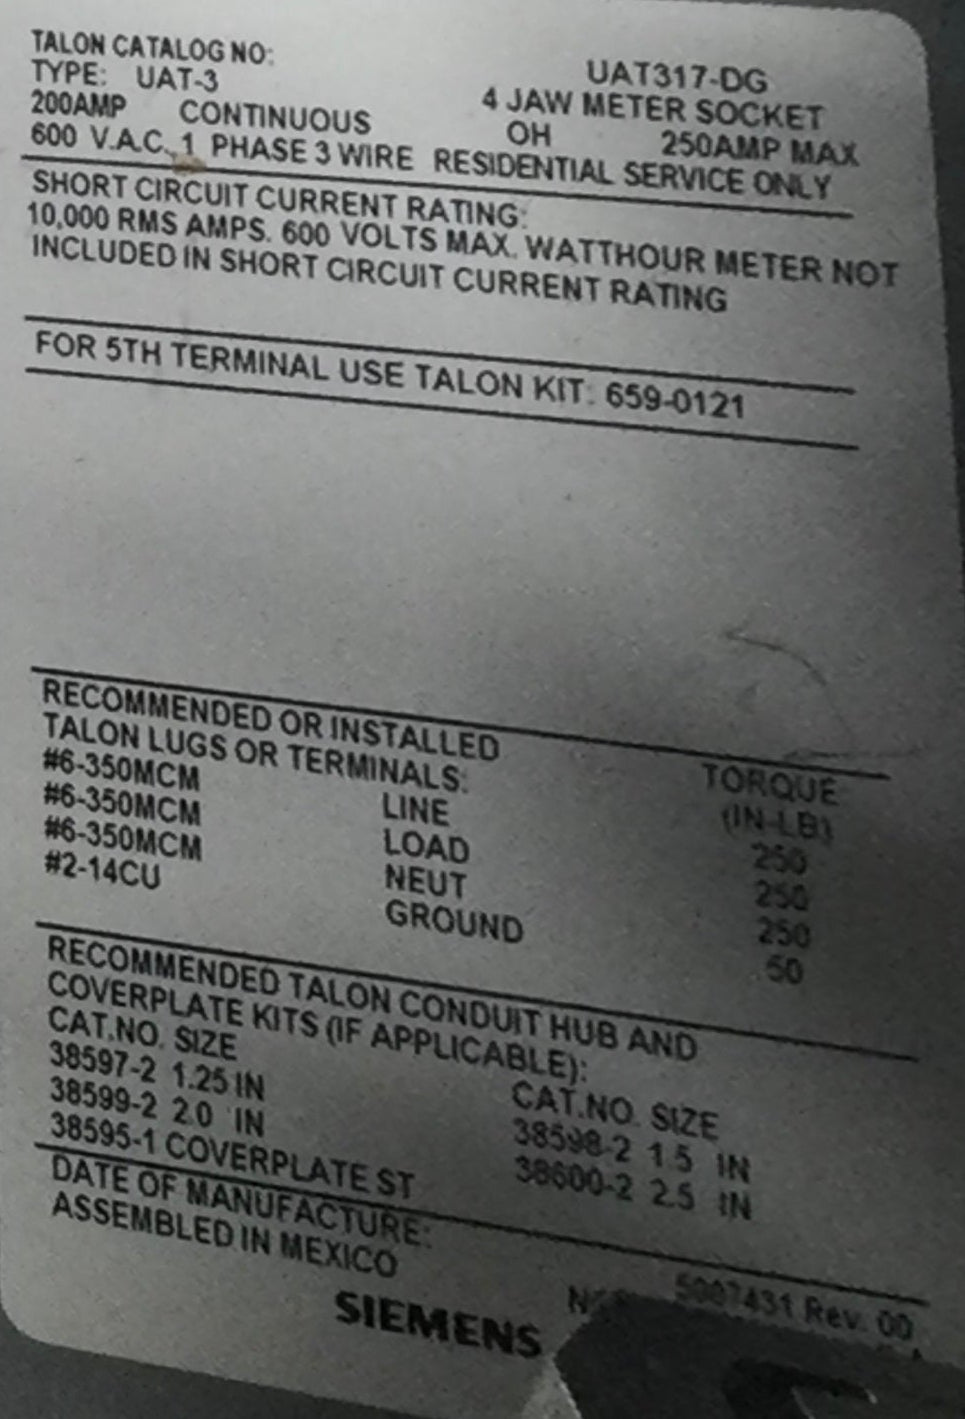 TALON CATALOG NO: UAT317-DG
TYPE: UAT-3 4 JAW METER SOCKET
200AMP CONTINUOUS OH 250AMP MAX
600 V.A.C., 1 PHASE 3 WIRE RESIDENTIAL SERVICE ONLY
SHORT CIRCUIT CURRENT RATING:
10,000 RMS AMPS. 600 VOLTS MAX. WATTHOUR METER NOT
INCLUDED IN SHORT CIRCUIT CURRENT RATING
FOR 5TH TERMINAL USE TALON KIT: 659-0121
RECOMMENDED OR INSTALLED TORQUE
TALON LUGS OR TERMINALS: (IN-LB)
#6-350MCM LINE 250
#6-350MCM LOAD 250
#6-350MCM NEUT 250
#2-14CU GROUND 50
RECOMMENDED TALON CONDUIT HUB AND
COVERPLATE KITS (IF APPLICABLE):
CAT.NO. SIZE CAT.NO. SIZE
38597-2 1.25 IN 38598-2 1.5 IN
38599-2 2.0 IN 38600-2 2.5 IN
38595-1 COVERPLATE ST
DATE OF MANUFACTURE:
ASSEMBLED IN MEXICO 5007431 Rev. 00
SIEMENS